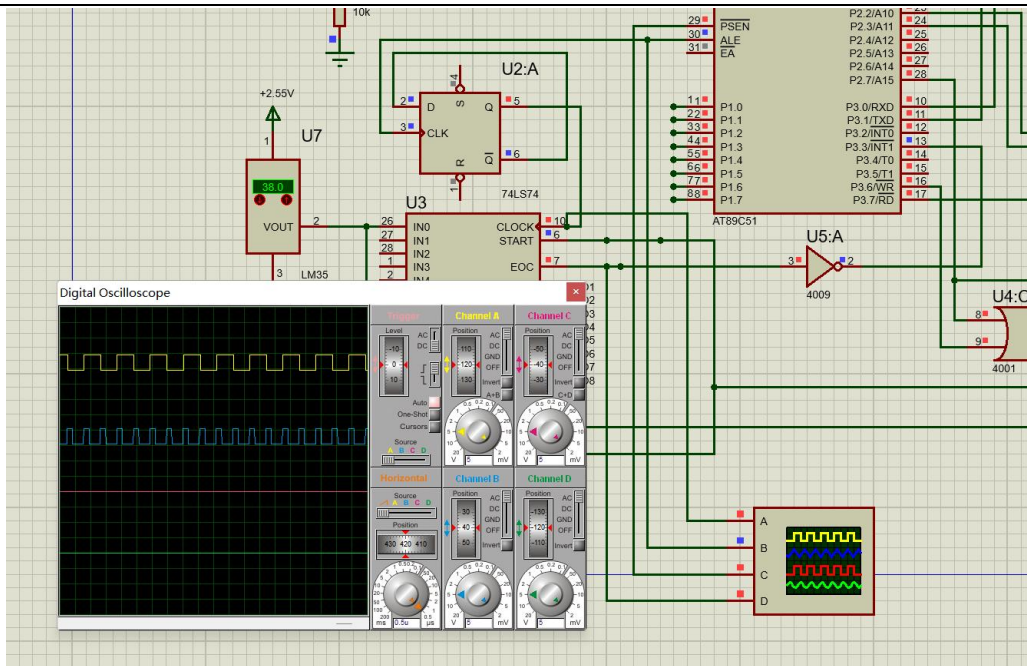 10k
U2:A
4
S
2
D
Q
5
3
CLK
R
Q
6
1
74LS74
+2.55V
1
U7
38.0
VOUT
2
3
LM35
U3
26
IN0
CLOCK
10
27
IN1
START
6
28
IN2
1
IN3
EOC
7
2
29
PSEN
30
ALE
31
EA
P2.2/A10
P2.3/A11
24
P2.4/A12
25
P2.5/A13
26
P2.6/A14
27
P2.7/A15
28
P1.0
P3.0/RXD
10
P1.1
P3.1/TXD
11
P1.2
P3.2/INT0
12
P1.3
P3.3/INT1
13
P1.4
P3.4/T0
14
P1.5
P3.5/T1
15
P1.6
P3.6/WR
16
P1.7
P3.7/RD
17
AT89C51
U5:A
3
2
4009
8
9
4001
Digital Oscilloscope
Trigger
Level
-10
0
10
AC
DC
Auto
One-Shot
Cursors
Source
A B C D
Channel A
Position
110
120
130
AC
DC
GND
OFF
Invert
A+B
V
5
mV
Channel C
Position
-50
-40
-30
AC
DC
GND
OFF
Invert
C+D
V
5
mV
Horizontal
Source
A B C D
Position
430 420 410
ms
0.5u
µs
Channel B
Position
30
40
50
AC
DC
GND
OFF
Invert
V
5
mV
Channel D
Position
-130
-120
-110
AC
DC
GND
OFF
Invert
V
5
mV
A
B
C
D